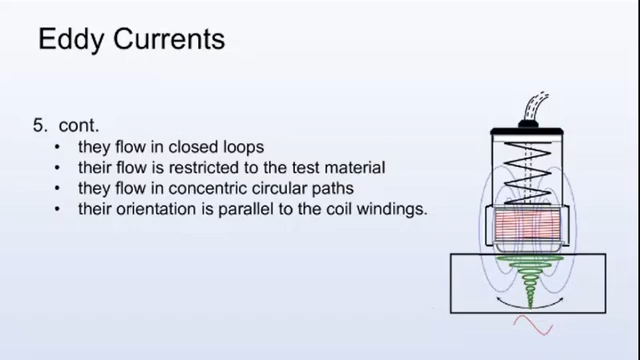 Eddy Currents
5. cont.
• they flow in closed loops
• their flow is restricted to the test material
• they flow in concentric circular paths
• their orientation is parallel to the coil windings.